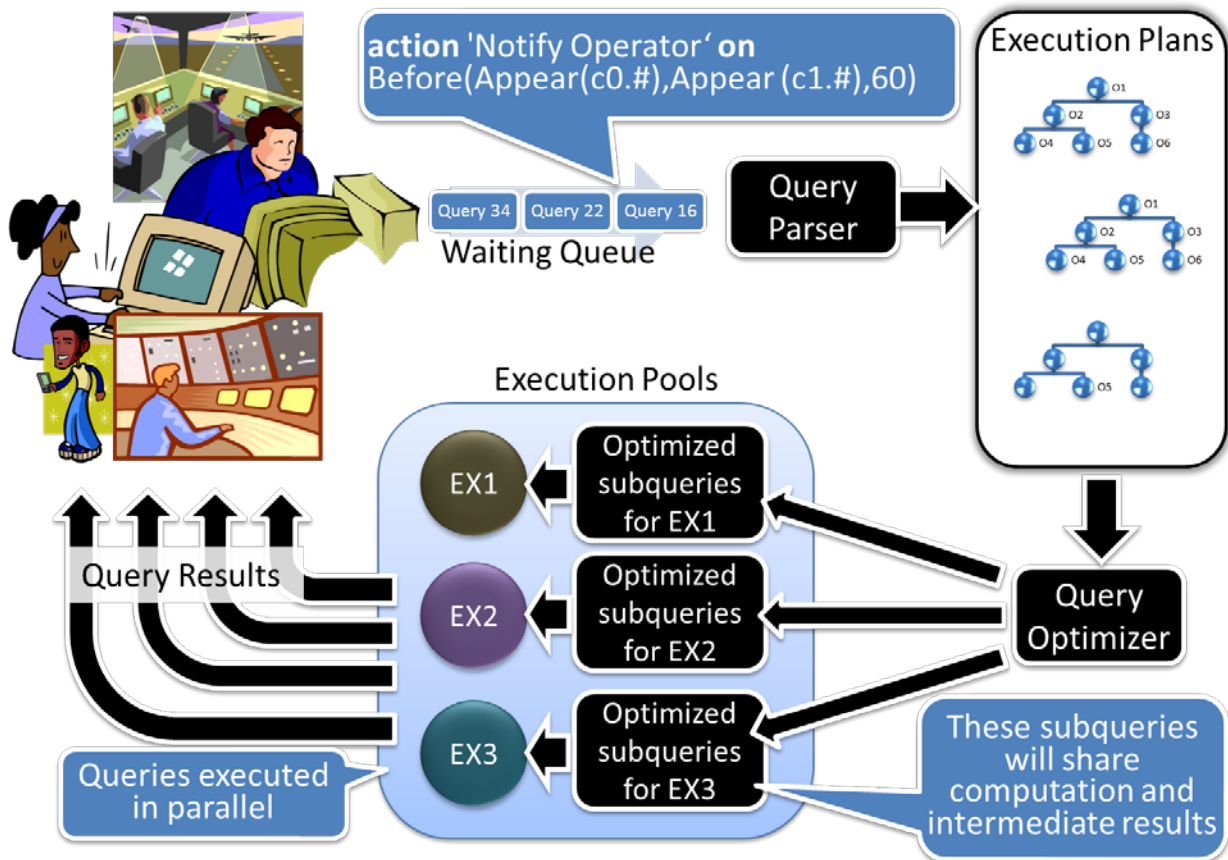 action 'Notify Operator‘ on
Before(Appear(c0.#),Appear (c1.#),60)
Execution Plans
O1
O2
O3
O4
O5
O6
O1
O2
O3
O4
O5
O6
O5
Query 34
Query 22
Query 16
Waiting Queue
Query
Parser
Execution Pools
EX1
Optimized
subqueries
for EX1
EX2
Optimized
subqueries
for EX2
EX3
Optimized
subqueries
for EX3
Query
Optimizer
Query Results
Queries executed
in parallel
These subqueries
will share
computation and
intermediate results